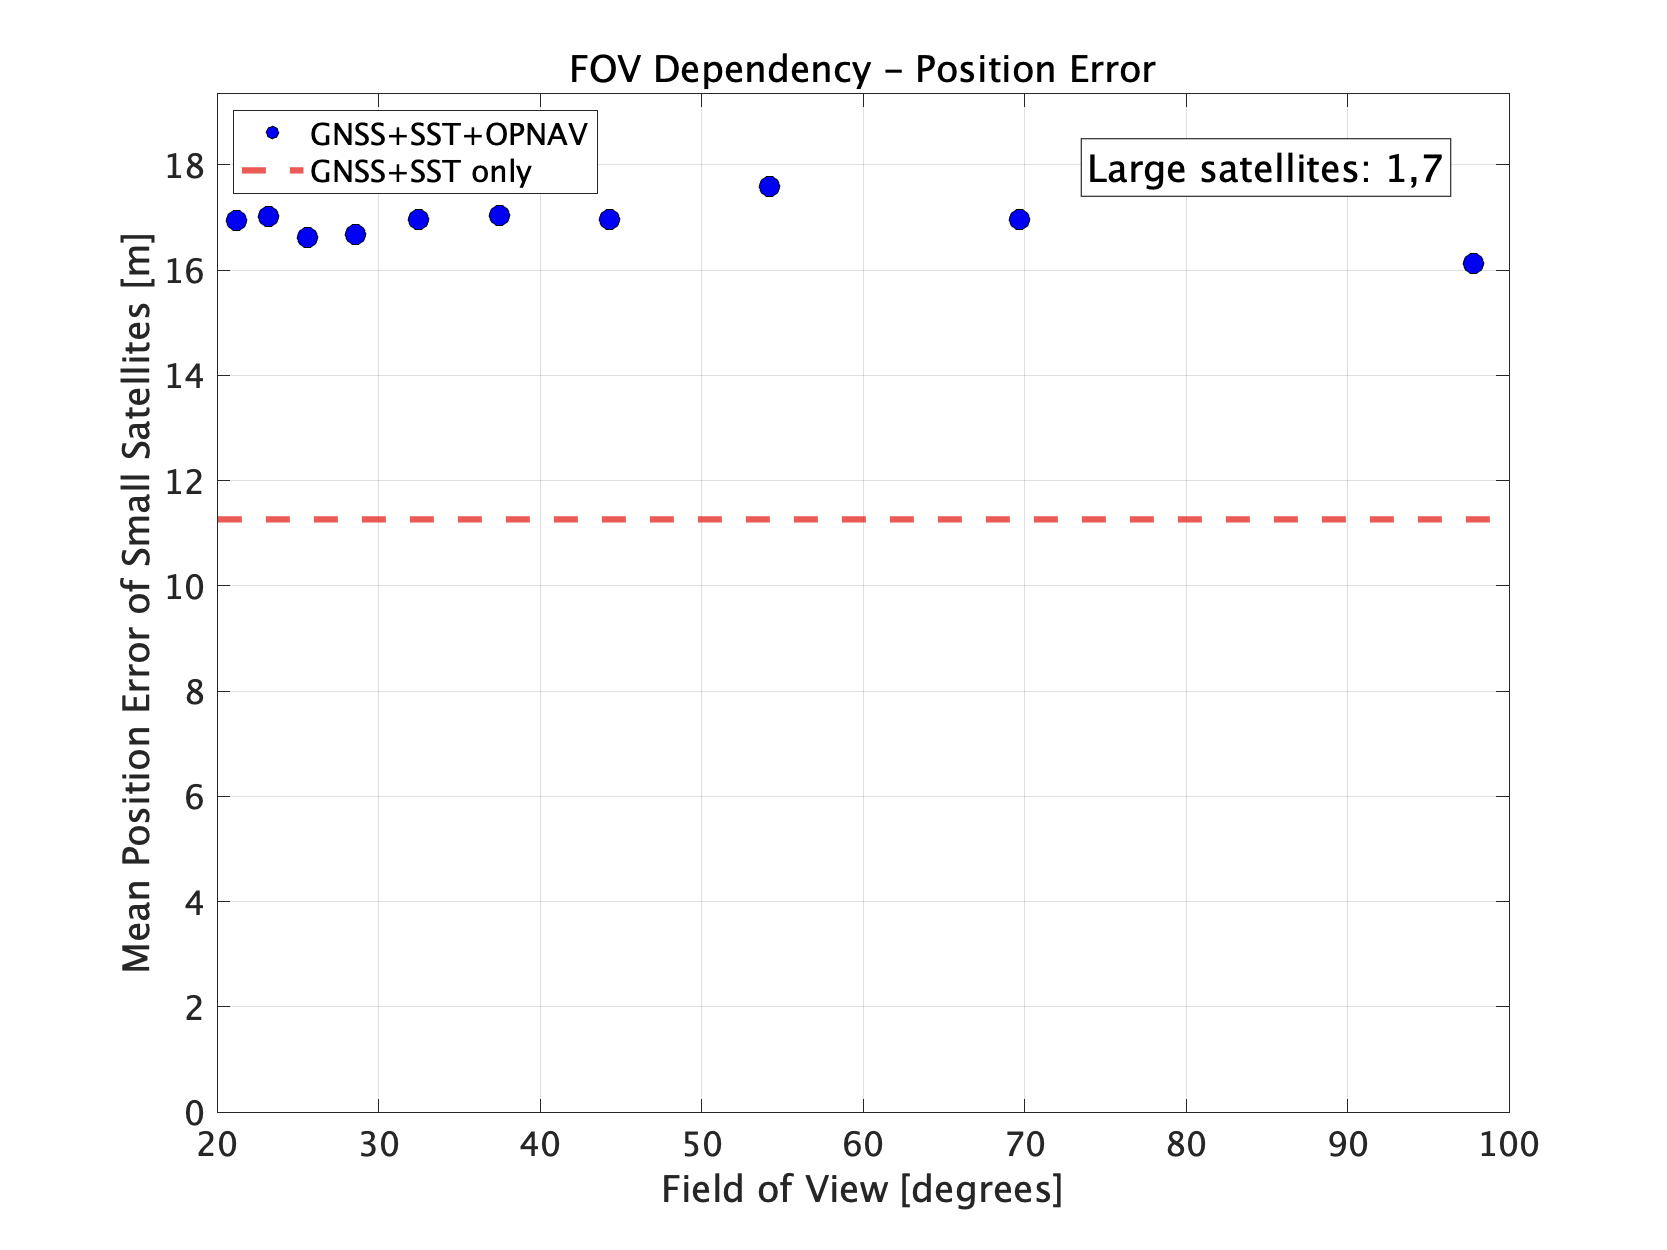 FOV Dependency - Position Error
GNSS+SST+OPNAV
GNSS+SST only
Large satellites: 1,7
Mean Position Error of Small Satellites [m]
18
16
14
12
10
8
6
4
2
0
20 30 40 50 60 70 80 90 100
Field of View [degrees]